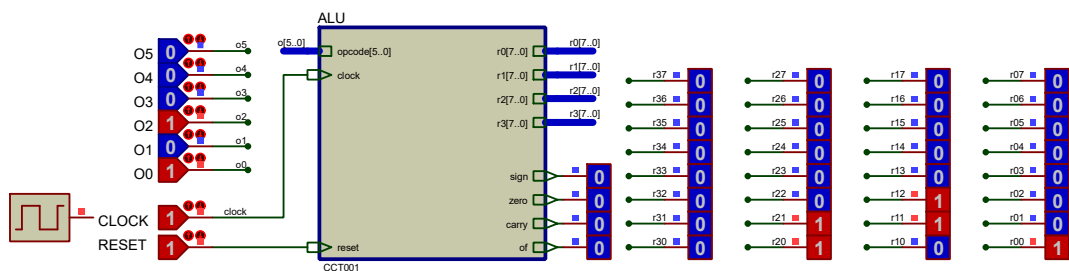 ALU
O5 0 o5
O4 0 o4
O3 0 o3
O2 1 o2
O1 0 o1
O0 1 o0
CLOCK 1 clock
RESET 1
o[5..0] opcode[5..0]
clock
reset
r0[7..0] r0[7..0]
r1[7..0] r1[7..0]
r2[7..0] r2[7..0]
r3[7..0] r3[7..0]
sign 0
zero 0
carry 0
of 0
CCT001
r37 0 r27 0 r17 0 r07 0
r36 0 r26 0 r16 0 r06 0
r35 0 r25 0 r15 0 r05 0
r34 0 r24 0 r14 0 r04 0
r33 0 r23 0 r13 0 r03 0
r32 0 r22 0 r12 1 r02 0
r31 0 r21 1 r11 1 r01 0
r30 0 r20 1 r10 0 r00 1